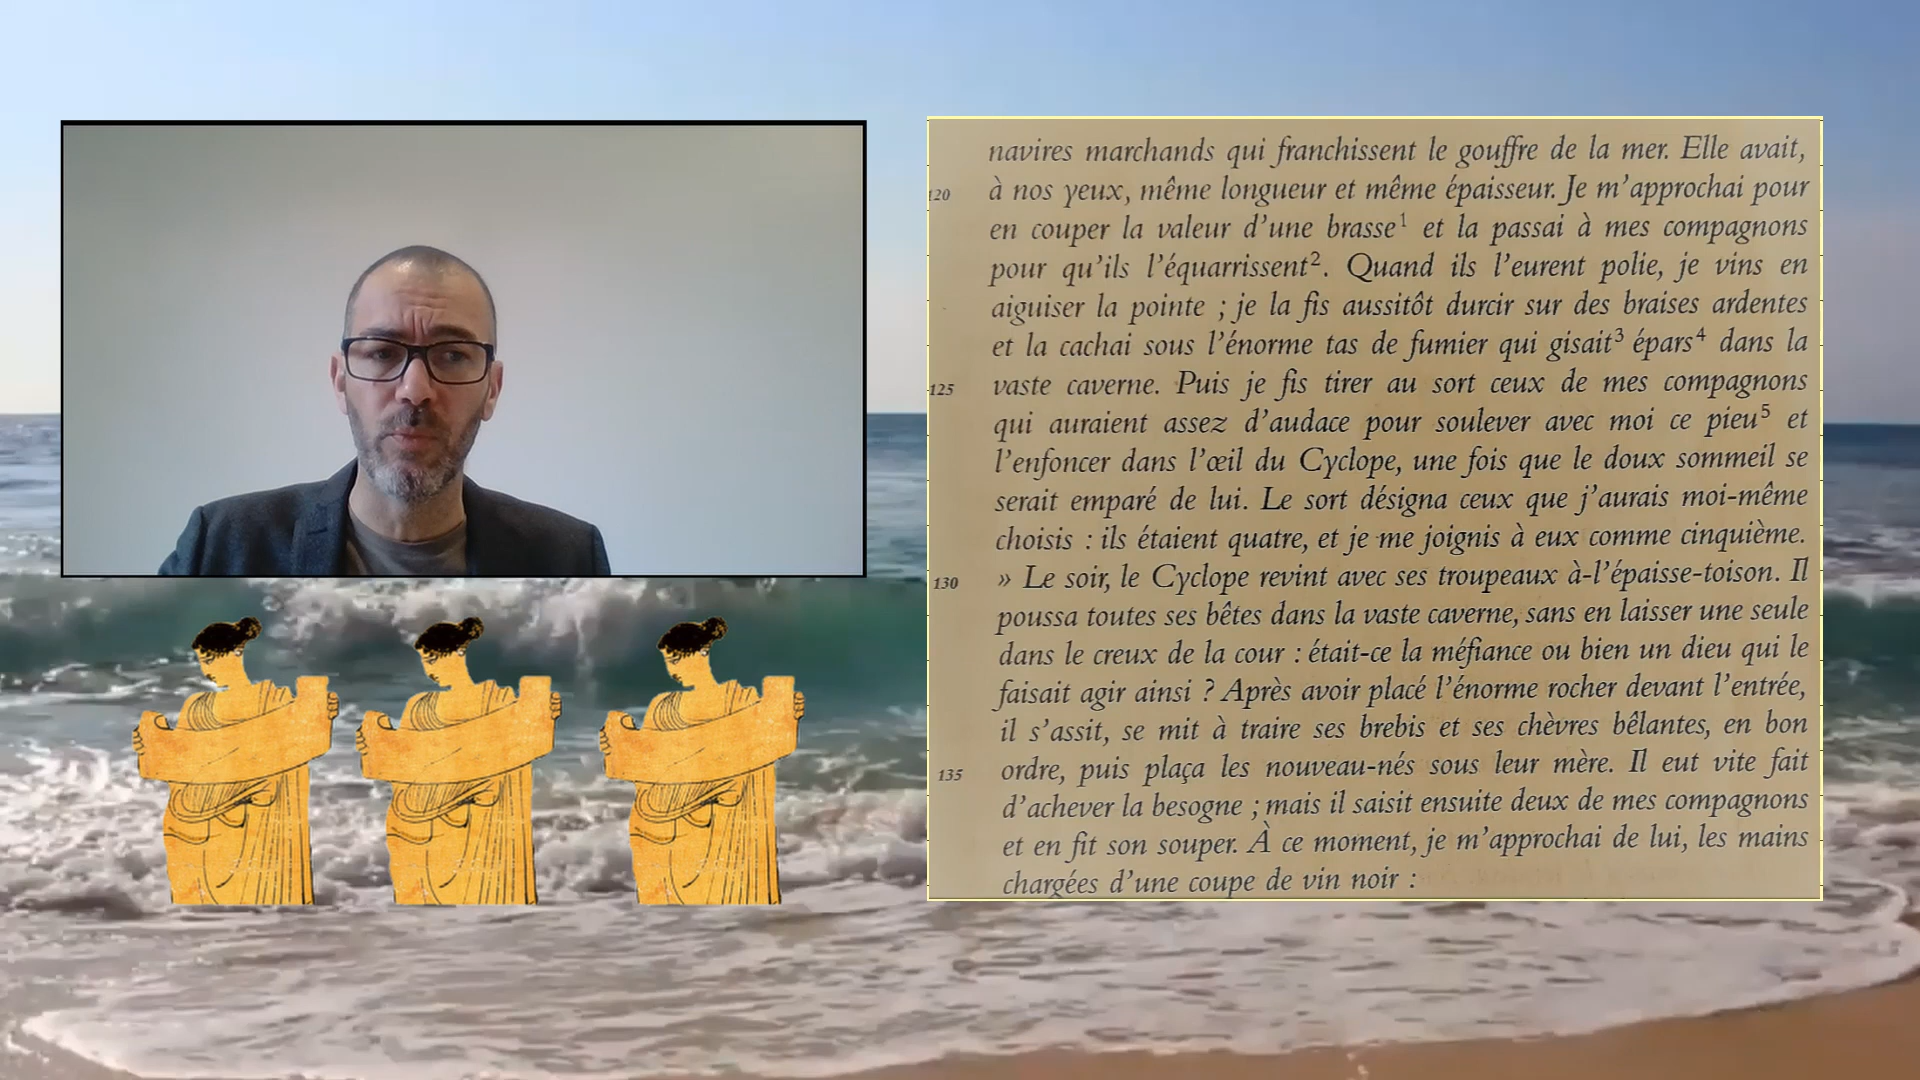 navires marchands qui franchissent le gouffre de la mer. Elle avait,
120 à nos yeux, même longueur et même épaisseur. Je m'approchai pour
en couper la valeur d'une brasse¹ et la passai à mes compagnons
pour qu'ils l'équarrissent². Quand ils l'eurent polie, je vins en
aiguiser la pointe ; je la fis aussitôt durcir sur des braises ardentes
et la cachai sous l'énorme tas de fumier qui gisait³ épars⁴ dans la
125 vaste caverne. Puis je fis tirer au sort ceux de mes compagnons
qui auraient assez d'audace pour soulever avec moi ce pieu⁵ et
l'enfoncer dans l'œil du Cyclope, une fois que le doux sommeil se
serait emparé de lui. Le sort désigna ceux que j'aurais moi-même
choisis : ils étaient quatre, et je me joignis à eux comme cinquième.
130 » Le soir, le Cyclope revint avec ses troupeaux à-l'épaisse-toison. Il
poussa toutes ses bêtes dans la vaste caverne, sans en laisser une seule
dans le creux de la cour : était-ce la méfiance ou bien un dieu qui le
faisait agir ainsi ? Après avoir placé l'énorme rocher devant l'entrée,
il s'assit, se mit à traire ses brebis et ses chèvres bêlantes, en bon
135 ordre, puis plaça les nouveau-nés sous leur mère. Il eut vite fait
d'achever la besogne ; mais il saisit ensuite deux de mes compagnons
et en fit son souper. À ce moment, je m'approchai de lui, les mains
chargées d'une coupe de vin noir :